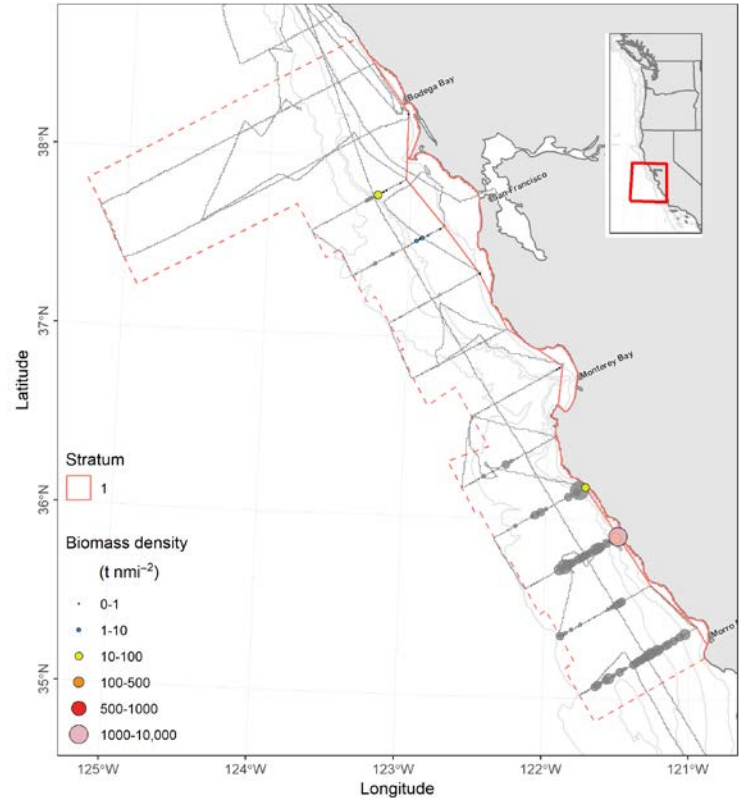 Bodega Bay
38°N
San Francisco
37°N
Latitude
Monterey Bay
Stratum
1
36°N
Biomass density
(t nmi⁻²)
0-1
1-10
10-100
100-500
500-1000
1000-10,000
Morro
35°N
125°W
124°W
123°W
122°W
121°W
Longitude